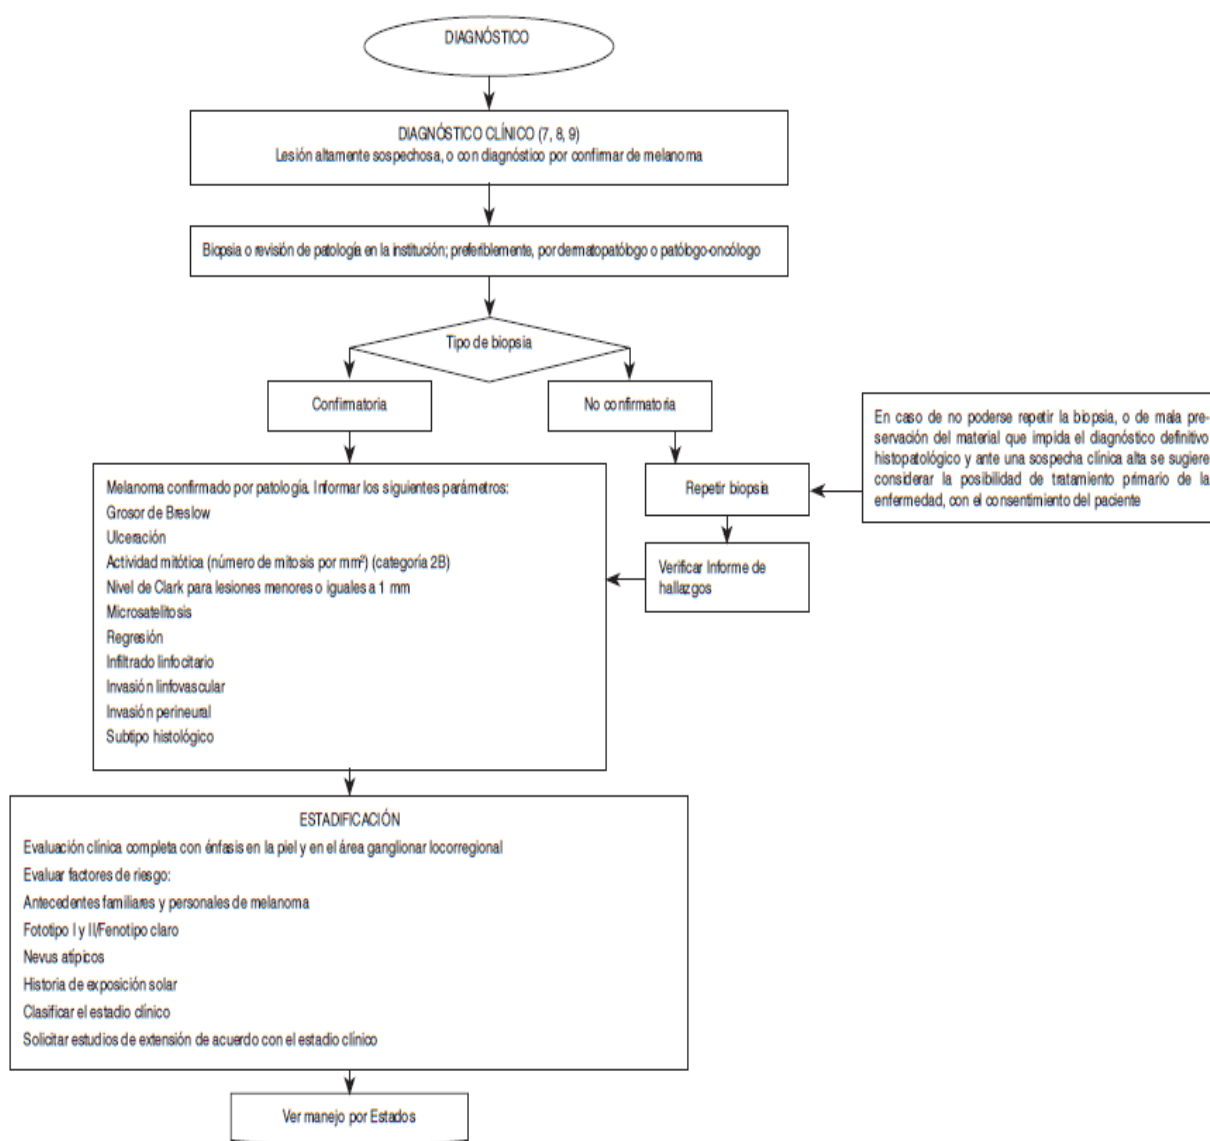 DIAGNÓSTICO
DIAGNÓSTICO CLÍNICO (7, 8, 9)
Lesión altamente sospechosa, o con diagnóstico por confirmar de melanoma
Biopsia o revisión de patología en la institución; preferiblemente, por dermatopatólogo o patólogo-oncólogo
Tipo de biopsia
Confirmatoria
No confirmatoria
En caso de no poderse repetir la biopsia, o de mala pre-
servación del material que impida el diagnóstico definitivo
histopatológico y ante una sospecha clínica alta se sugiere
considerar la posibilidad de tratamiento primario de la
enfermedad, con el consentimiento del paciente
Repetir biopsia
Verificar Informe de
hallazgos
Melanoma confirmado por patología. Informar los siguientes parámetros:
Grosor de Breslow
Ulceración
Actividad mitótica (número de mitosis por mm²) (categoría 2B)
Nivel de Clark para lesiones menores o iguales a 1 mm
Microsatelitosis
Regresión
Infiltrado linfocitario
Invasión linfovascular
Invasión perineural
Subtipo histológico
ESTADIFICACIÓN
Evaluación clínica completa con énfasis en la piel y en el área ganglionar locorregional
Evaluar factores de riesgo:
Antecedentes familiares y personales de melanoma
Fototipo I y II/Fenotipo claro
Nevus atípicos
Historia de exposición solar
Clasificar el estadio clínico
Solicitar estudios de extensión de acuerdo con el estadio clínico
Ver manejo por Estados